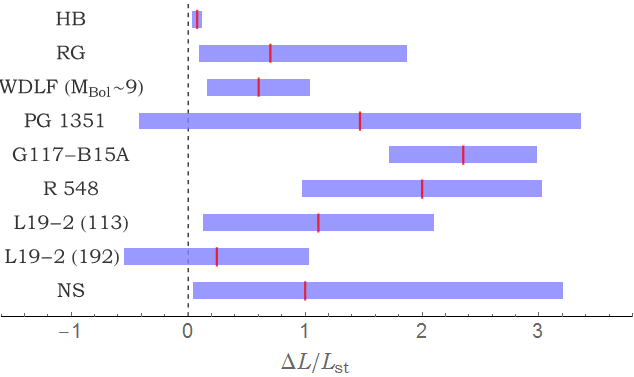 HB
RG
WDLF (M_Bol~9)
PG 1351
G117−B15A
R 548
L19−2 (113)
L19−2 (192)
NS
−1 0 1 2 3
ΔL/L_st